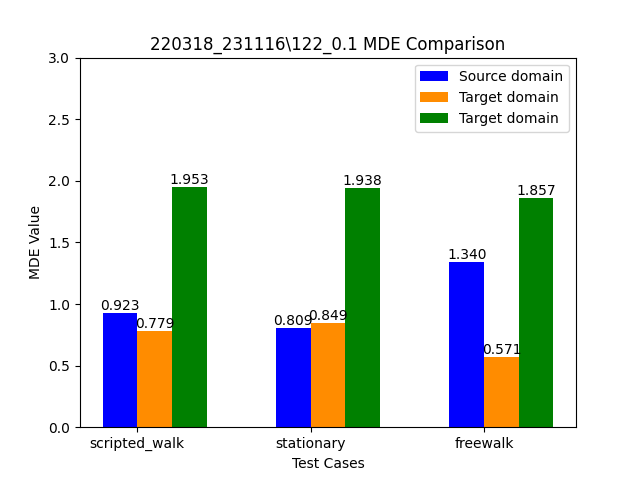 220318_231116\122_0.1 MDE Comparison
Source domain
Target domain
Target domain
MDE Value
3.0
2.5
2.0
1.5
1.0
0.5
0.0
0.923
0.779
1.953
0.809
0.849
1.938
1.340
0.571
1.857
scripted_walk
stationary
freewalk
Test Cases